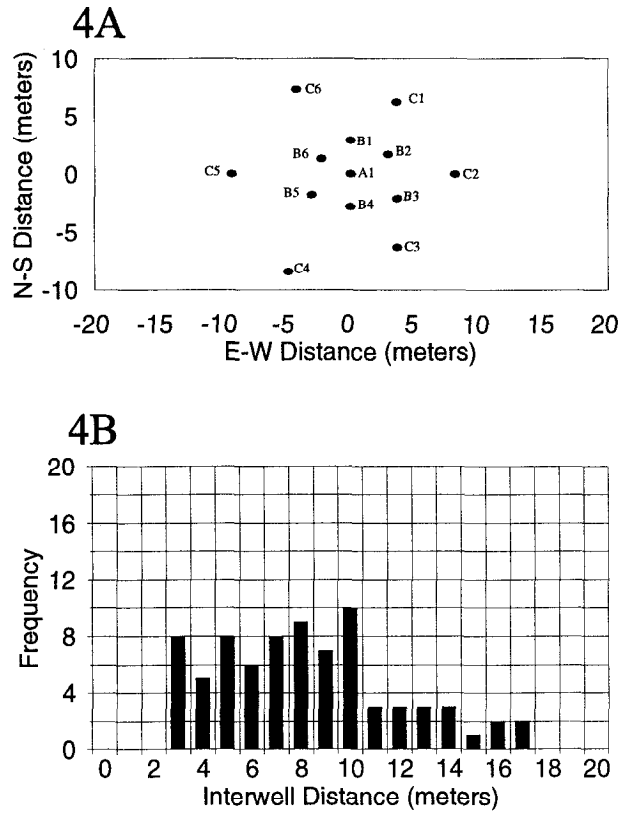 4A
N-S Distance (meters)
10
5
0
-5
-10
C6
C1
B1
B2
B6
C5
A1
C2
B5
B4
B3
C3
C4
-20 -15 -10 -5 0 5 10 15 20
E-W Distance (meters)
4B
Frequency
20
16
12
8
4
0
0 2 4 6 8 10 12 14 16 18 20
Interwell Distance (meters)